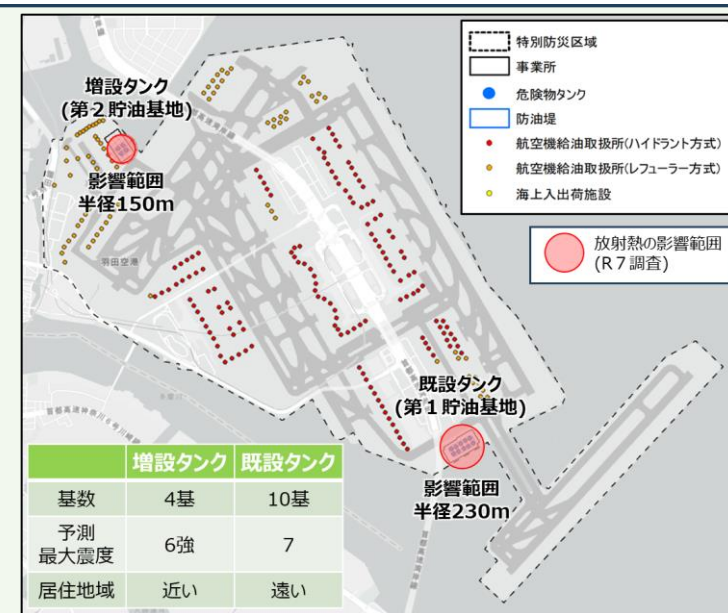 特別防災区域
事業所
危険物タンク
防油堤
航空機給油取扱所(ハイドラント方式)
航空機給油取扱所(レフューラー方式)
海上入出荷施設
放射熱の影響範囲
(R7調査)
増設タンク
(第2貯油基地)
影響範囲
半径150m
羽田空港
既設タンク
(第1貯油基地)
影響範囲
半径230m
増設タンク 既設タンク
基数 4基 10基
予測
最大震度 6強 7
居住地域 近い 遠い